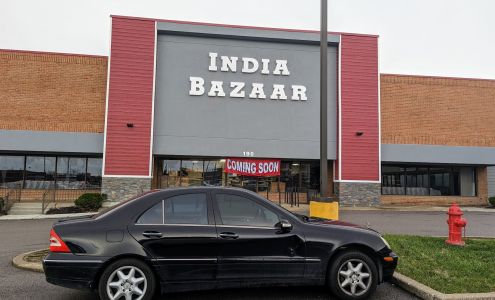 INDIA
BAZAAR
190
COMING SOON